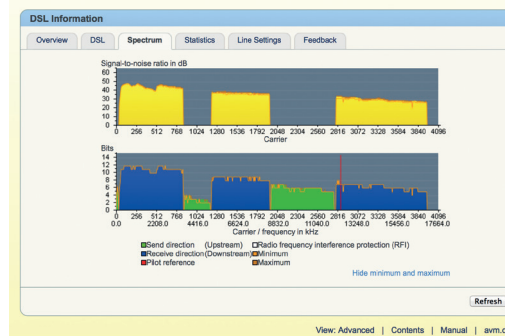 DSL Information
Overview DSL Spectrum Statistics Line Settings Feedback
Signal-to-noise ratio in dB
60
50
40
30
20
10
0
0 256 512 768 1024 1280 1536 1792 2048 2304 2560 2816 3072 3328 3584 3840 4096
Carrier
Bits
14
12
10
8
6
4
2
0
0 256 512 768 1024 1280 1536 1792 2048 2304 2560 2816 3072 3328 3584 3840 4096
0.0 2208.0 4416.0 6624.0 8832.0 11040.0 13248.0 15456.0 17664.0
Carrier / frequency in kHz
Send direction (Upstream) Radio frequency interference protection (RFI)
Receive direction (Downstream) Minimum
Pilot reference Maximum
Hide minimum and maximum
Refresh
View: Advanced | Contents | Manual | avm.